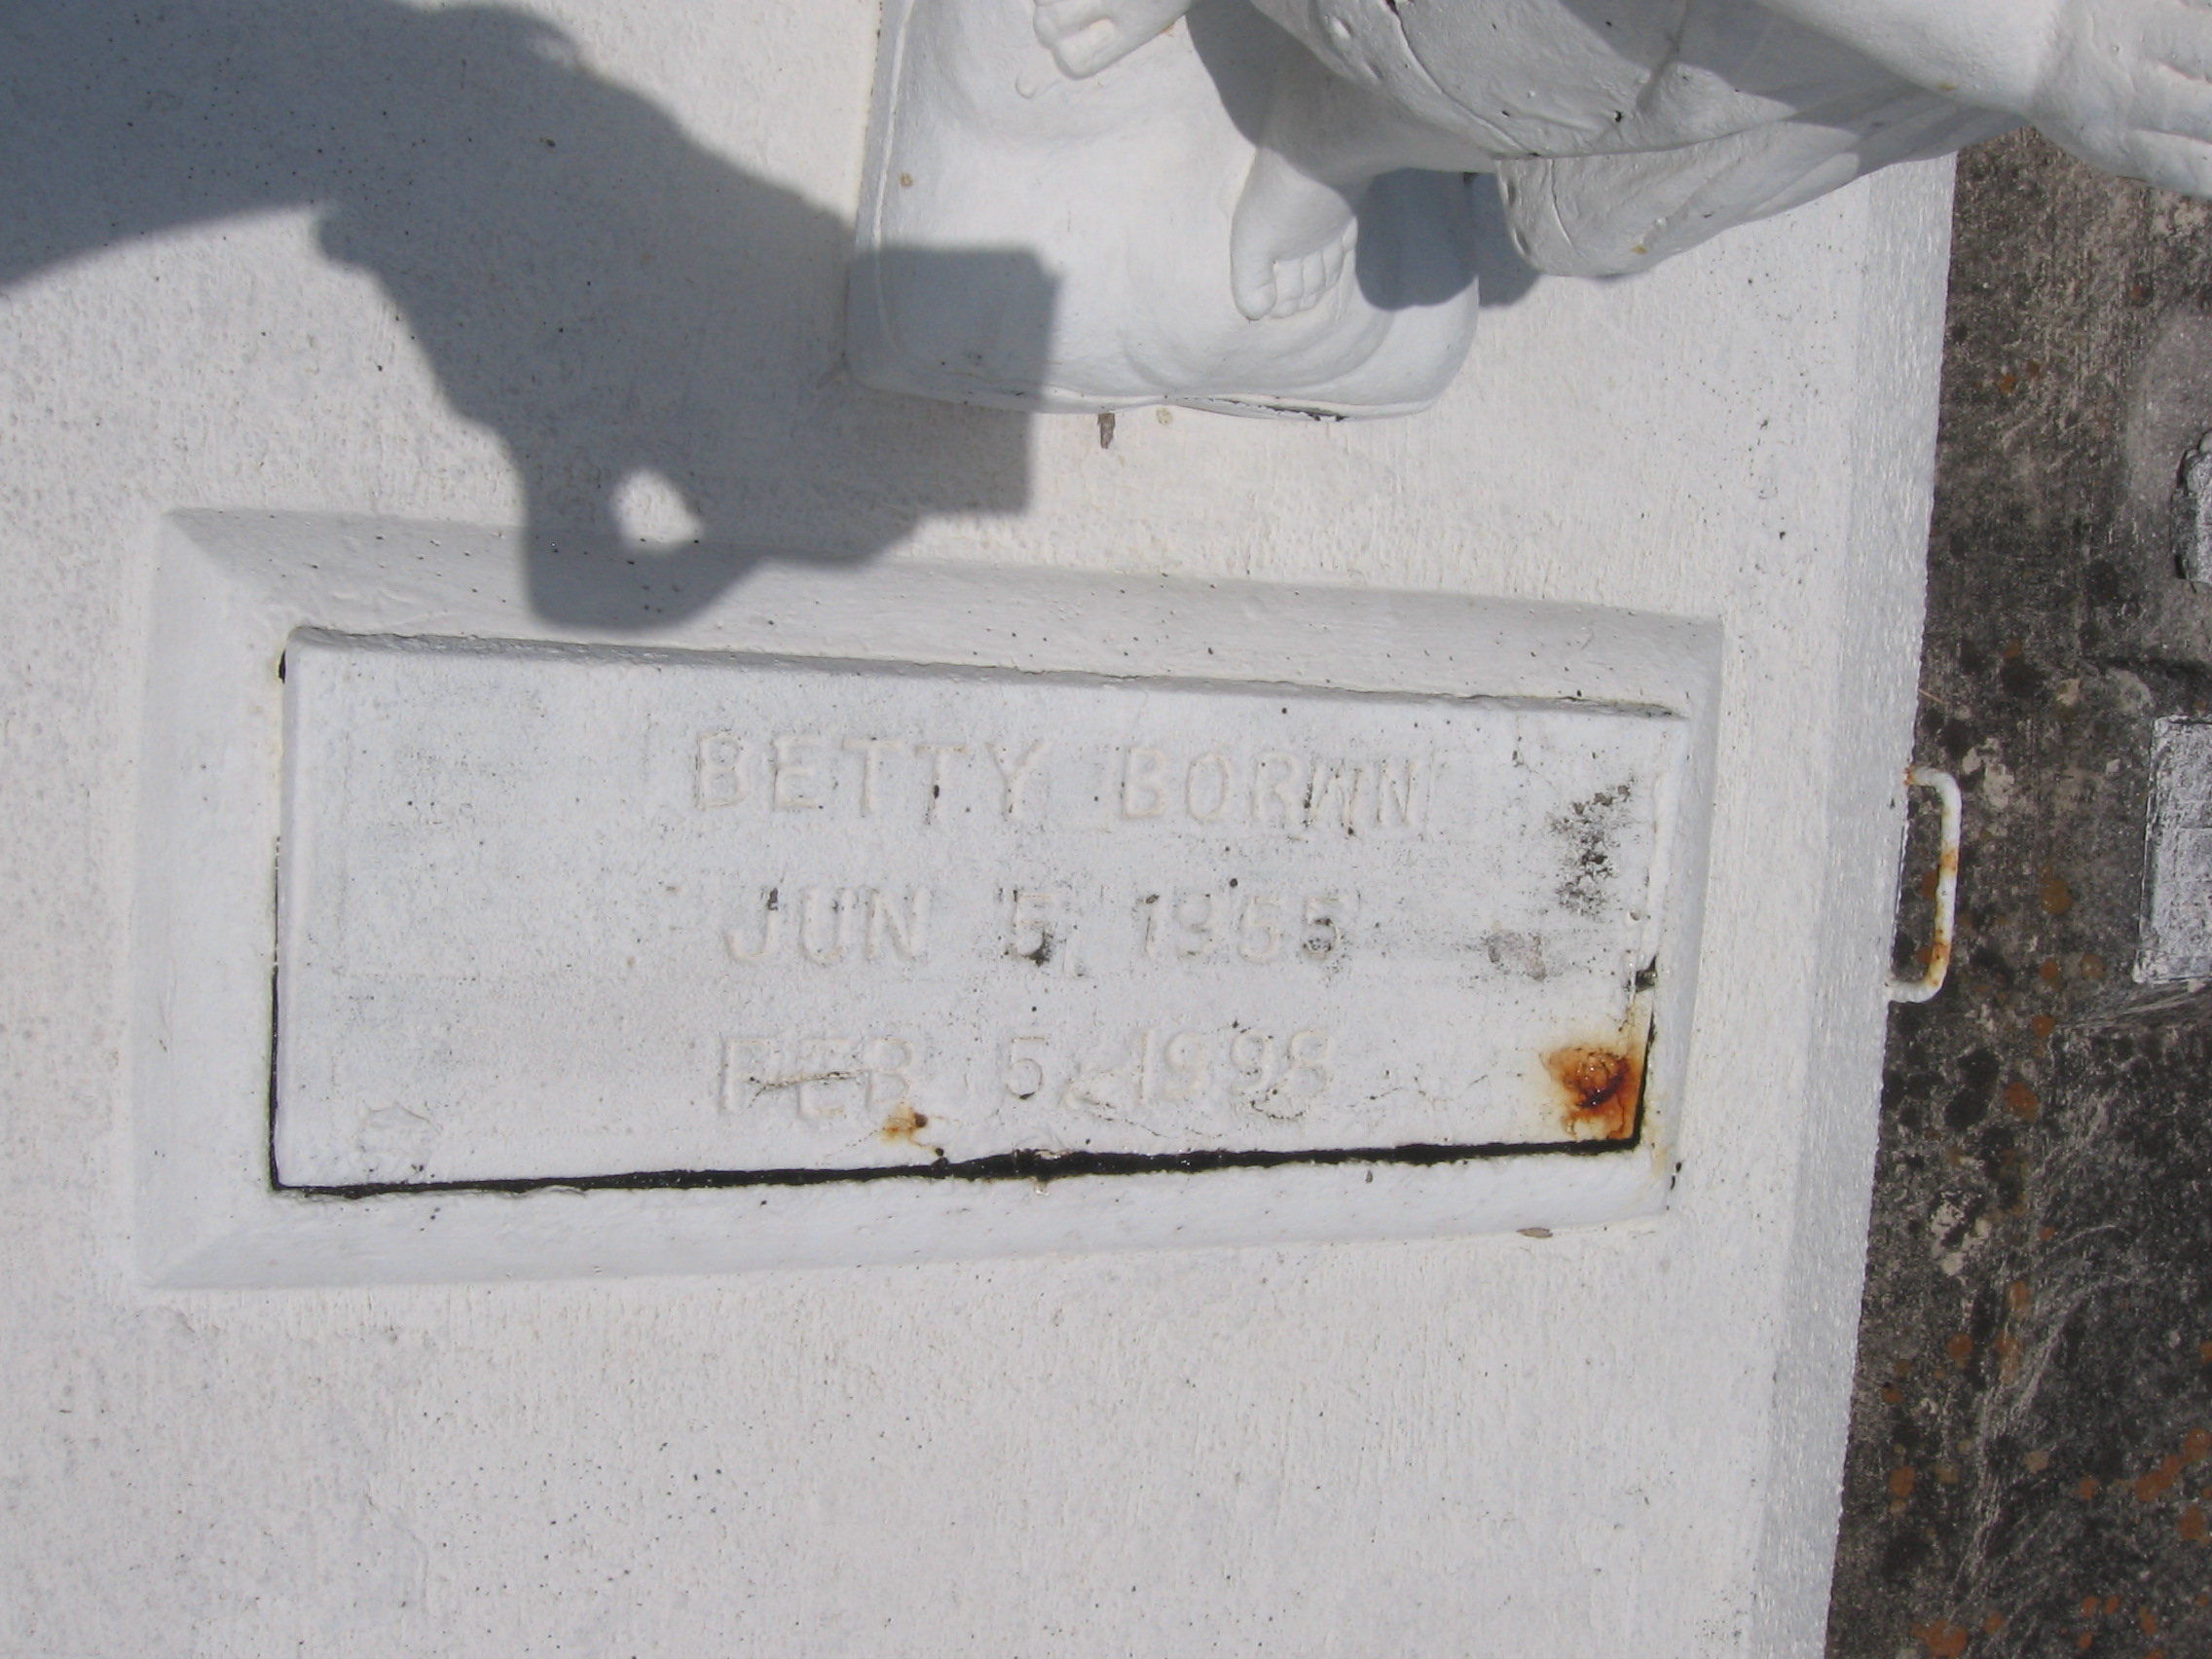 BETTY BORWN
JUN 5, 1955
FEB 5, 1998